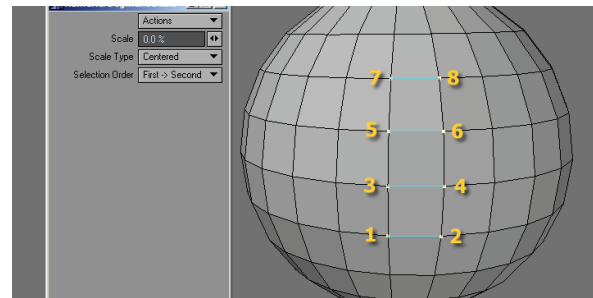 Actions
Scale 0.0 %
Scale Type Centered
Selection Order First -> Second
7 8
5 6
3 4
1 2